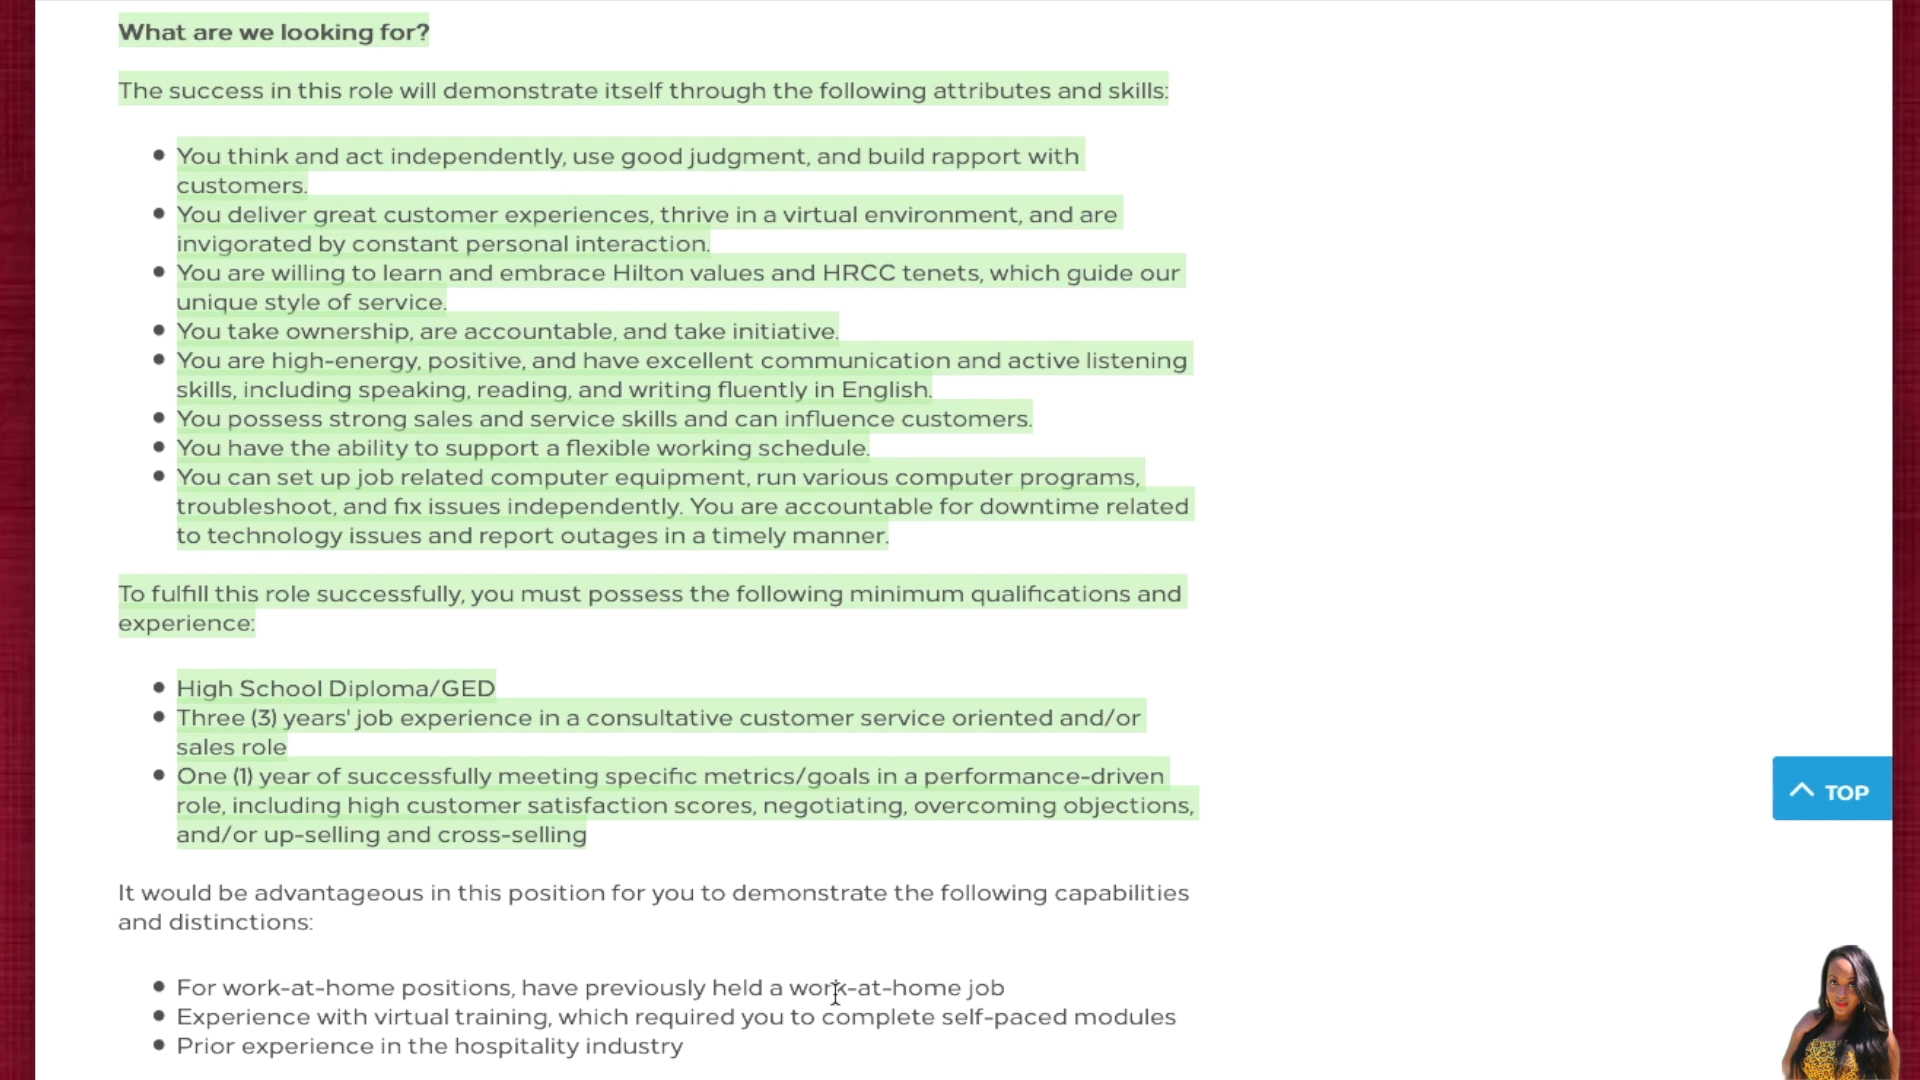 What are we looking for?
The success in this role will demonstrate itself through the following attributes and skills:
You think and act independently, use good judgment, and build rapport with
customers.
You deliver great customer experiences, thrive in a virtual environment, and are
invigorated by constant personal interaction.
You are willing to learn and embrace Hilton values and HRCC tenets, which guide our
unique style of service.
You take ownership, are accountable, and take initiative.
You are high-energy, positive, and have excellent communication and active listening
skills, including speaking, reading, and writing fluently in English.
You possess strong sales and service skills and can influence customers.
You have the ability to support a flexible working schedule.
You can set up job related computer equipment, run various computer programs,
troubleshoot, and fix issues independently. You are accountable for downtime related
to technology issues and report outages in a timely manner.
To fulfill this role successfully, you must possess the following minimum qualifications and
experience:
High School Diploma/GED
Three (3) years' job experience in a consultative customer service oriented and/or
sales role
One (1) year of successfully meeting specific metrics/goals in a performance-driven
role, including high customer satisfaction scores, negotiating, overcoming objections,
and/or up-selling and cross-selling
TOP
It would be advantageous in this position for you to demonstrate the following capabilities
and distinctions:
For work-at-home positions, have previously held a work-at-home job
Experience with virtual training, which required you to complete self-paced modules
Prior experience in the hospitality industry